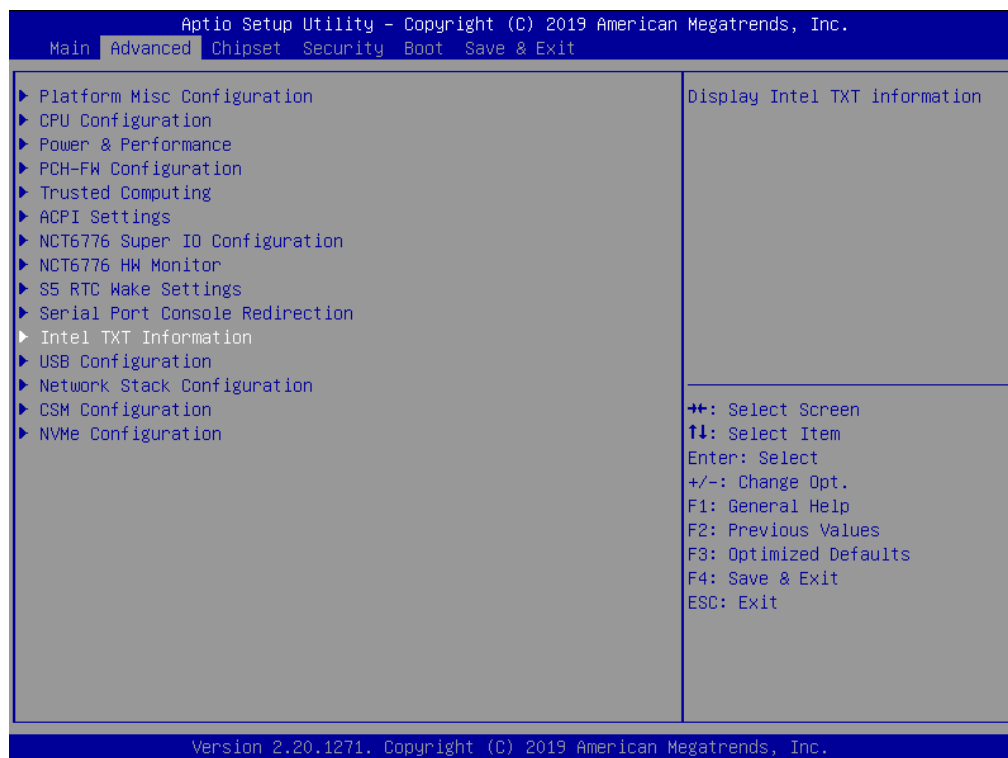 Aptio Setup Utility – Copyright (C) 2019 American Megatrends, Inc.
Main Advanced Chipset Security Boot Save & Exit
▶ Platform Misc Configuration
▶ CPU Configuration
▶ Power & Performance
▶ PCH-FW Configuration
▶ Trusted Computing
▶ ACPI Settings
▶ NCT6776 Super IO Configuration
▶ NCT6776 HW Monitor
▶ S5 RTC Wake Settings
▶ Serial Port Console Redirection
▶ Intel TXT Information
▶ USB Configuration
▶ Network Stack Configuration
▶ CSM Configuration
▶ NVMe Configuration
Display Intel TXT information
→←: Select Screen
↑↓: Select Item
Enter: Select
+/-: Change Opt.
F1: General Help
F2: Previous Values
F3: Optimized Defaults
F4: Save & Exit
ESC: Exit
Version 2.20.1271. Copyright (C) 2019 American Megatrends, Inc.